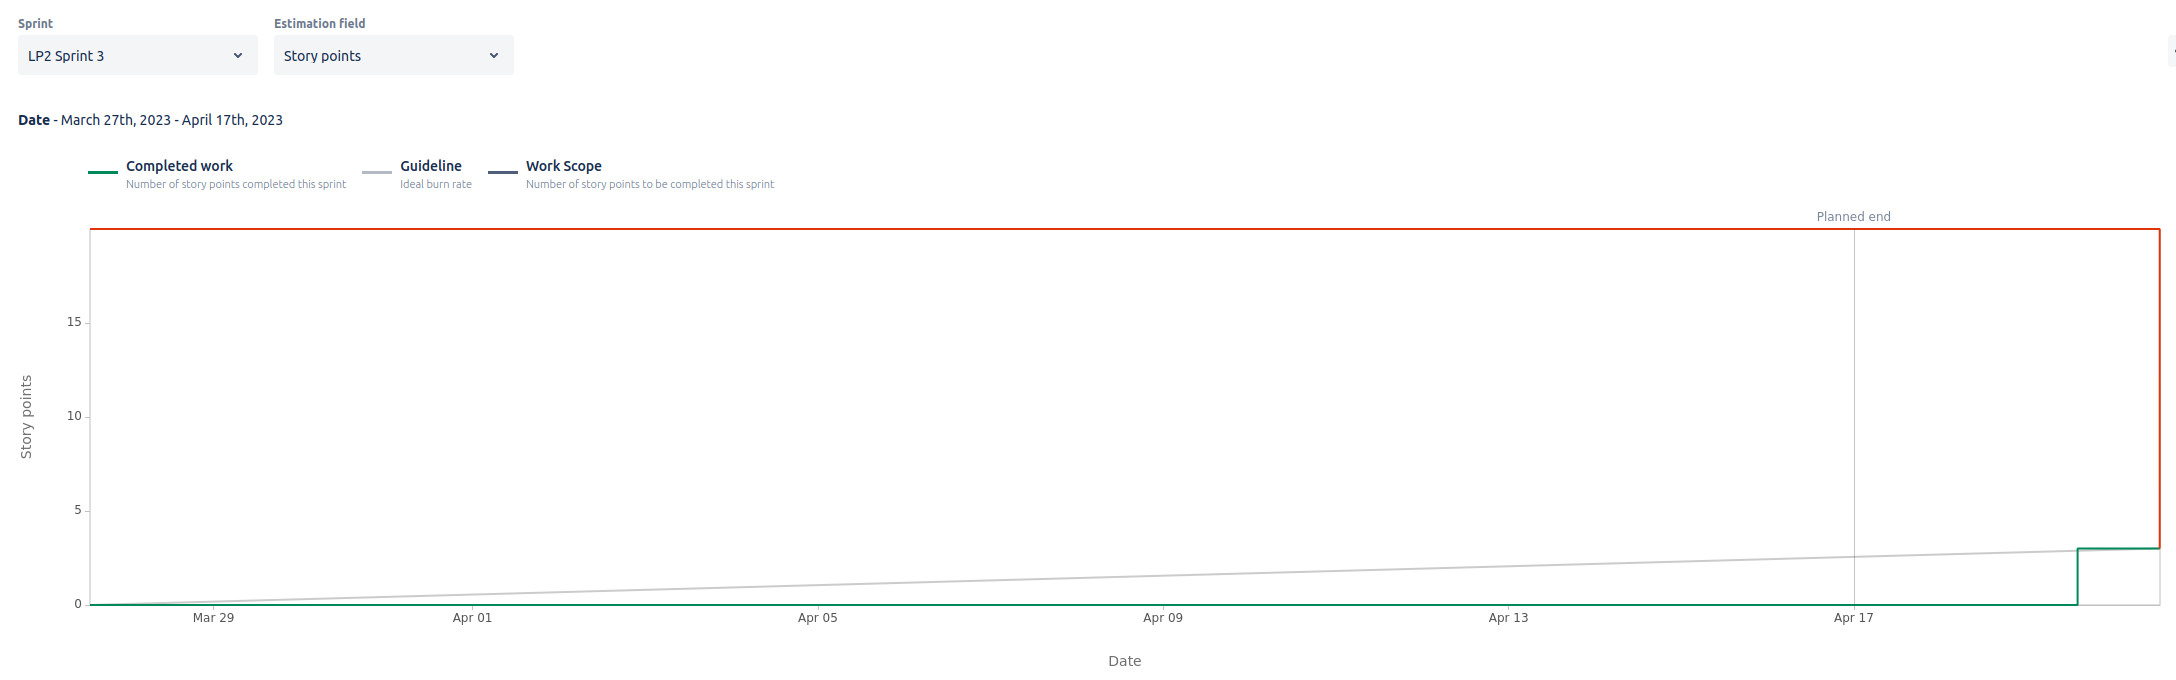 Sprint
Estimation field
LP2 Sprint 3
Story points
Date - March 27th, 2023 - April 17th, 2023
Completed work
Number of story points completed this sprint
Guideline
Ideal burn rate
Work Scope
Number of story points to be completed this sprint
Planned end
15
10
5
0
Story points
Mar 29
Apr 01
Apr 05
Apr 09
Apr 13
Apr 17
Date